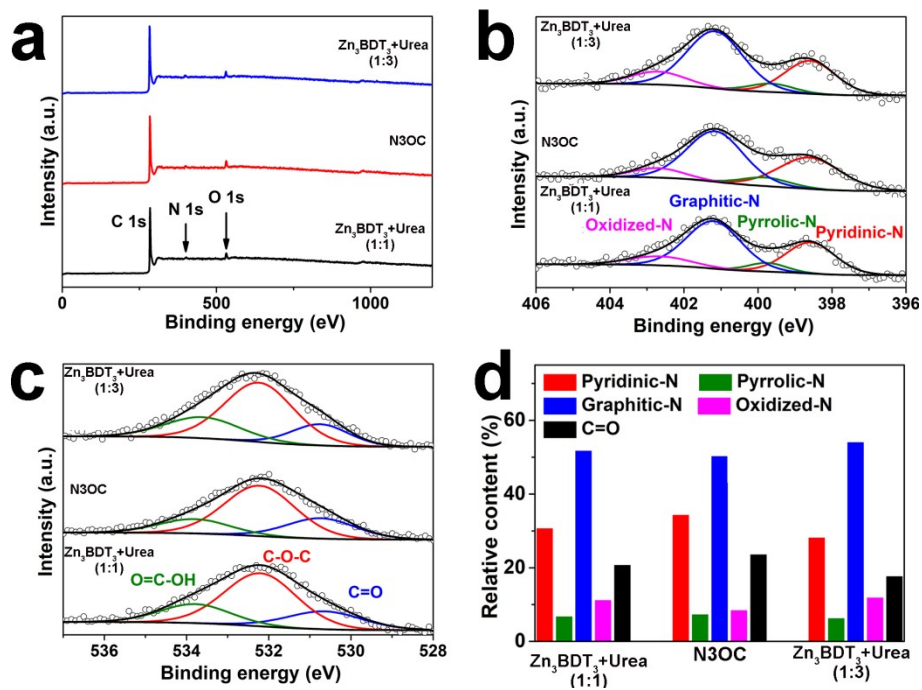 a
Zn₃BDT₃+Urea
(1:3)
N3OC
C 1s
N 1s
O 1s
Zn₃BDT₃+Urea
(1:1)
Intensity (a.u.)
0
500
1000
Binding energy (eV)
b
Zn₃BDT₃+Urea
(1:3)
N3OC
Zn₃BDT₃+Urea
(1:1)
Graphitic-N
Oxidized-N
Pyrrolic-N
Pyridinic-N
Intensity (a.u.)
406
404
402
400
398
396
Binding energy (eV)
c
Zn₃BDT₃+Urea
(1:3)
N3OC
Zn₃BDT₃+Urea
(1:1)
C-O-C
O=C-OH
C=O
Intensity (a.u.)
536
534
532
530
528
Binding energy (eV)
d
Pyridinic-N
Pyrrolic-N
Graphitic-N
Oxidized-N
C=O
Relative content (%)
60
40
20
0
Zn₃BDT₃+Urea
(1:1)
N3OC
Zn₃BDT₃+Urea
(1:3)